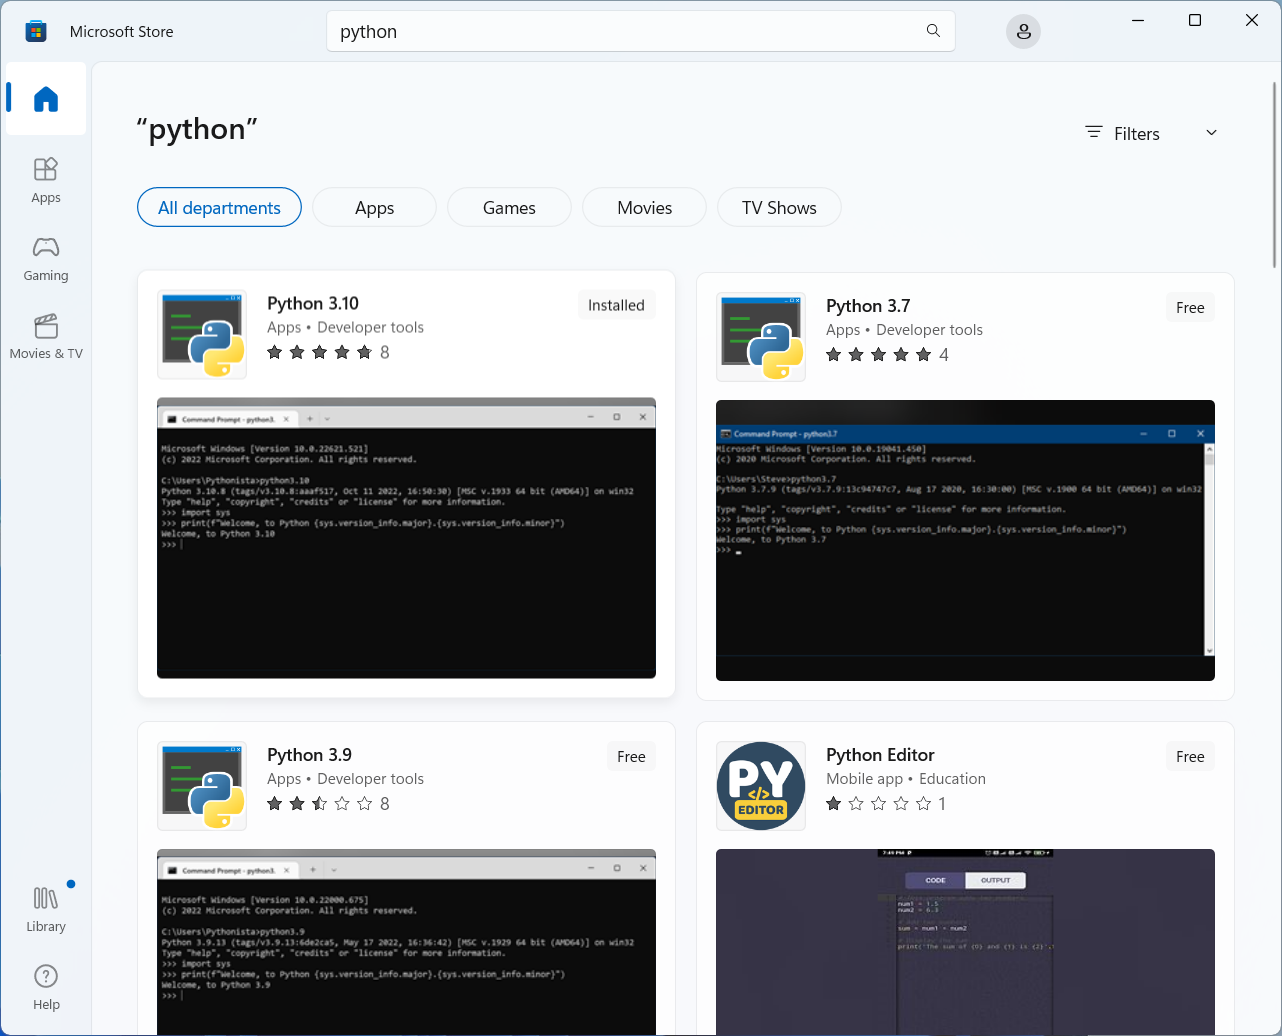 Microsoft Store
python
“python”
Filters
All departments
Apps
Games
Movies
TV Shows
Apps
Gaming
Movies & TV
Library
Help
Python 3.10
Installed
Apps • Developer tools
8
Command Prompt - python3.
Microsoft Windows [Version 10.0.22621.521]
(c) 2022 Microsoft Corporation. All rights reserved.
C:\Users\Pythonista>python3.10
Python 3.10.8 (tags/v3.10.8:aaaf517, Oct 11 2022, 16:50:30) [MSC v.1933 64 bit (AMD64)] on win32
Type "help", "copyright", "credits" or "license" for more information.
>>> import sys
>>> print(f"Welcome, to Python {sys.version_info.major}.{sys.version_info.minor}")
Welcome, to Python 3.10
>>>
Python 3.7
Free
Apps • Developer tools
4
Command Prompt - python3.7
Microsoft Windows [Version 10.0.19041.450]
(c) 2020 Microsoft Corporation. All rights reserved.
C:\Users\Steve>python3.7
Python 3.7.9 (tags/v3.7.9:13c94747c7, Aug 17 2020, 16:30:00) [MSC v.1900 64 bit (AMD64)] on win32
Type "help", "copyright", "credits" or "license" for more information.
>>> import sys
>>> print(f"Welcome, to Python {sys.version_info.major}.{sys.version_info.minor}")
Welcome, to Python 3.7
>>>
Python 3.9
Free
Apps • Developer tools
8
Command Prompt - python3.
Microsoft Windows [Version 10.0.22000.675]
(c) 2022 Microsoft Corporation. All rights reserved.
C:\Users\Pythonista>python3.9
Python 3.9.13 (tags/v3.9.13:6de2ca5, May 17 2022, 16:36:42) [MSC v.1929 64 bit (AMD64)] on win32
Type "help", "copyright", "credits" or "license" for more information.
>>> import sys
>>> print(f"Welcome, to Python {sys.version_info.major}.{sys.version_info.minor}")
Welcome, to Python 3.9
>>>
PY
</>
EDITOR
Python Editor
Free
Mobile app • Education
1
7:49 PM
CODE
OUTPUT
num1 = 1.5
num2 = 6.3
sum = num1 + num2
print('The sum of {0} and {1} is {2}'.